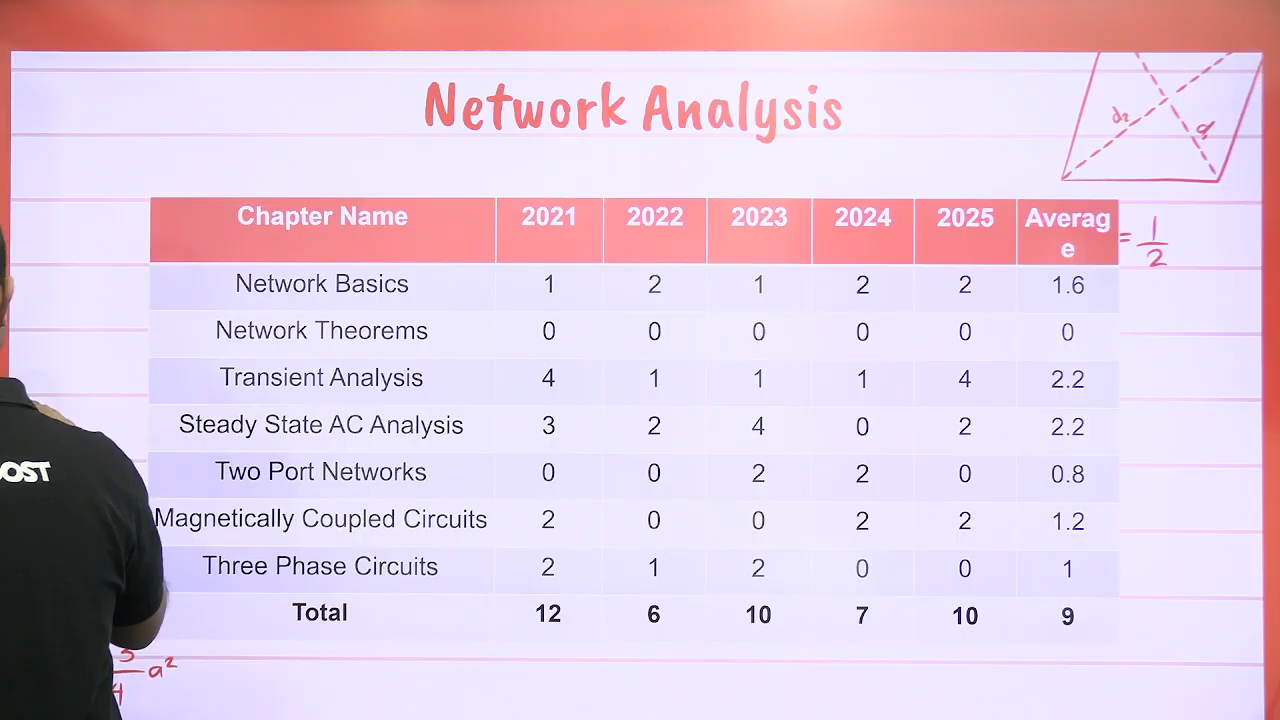 Network Analysis
d₂ d₁
Chapter Name 2021 2022 2023 2024 2025 Averag
e
= 1/2
Network Basics 1 2 1 2 2 1.6
Network Theorems 0 0 0 0 0 0
Transient Analysis 4 1 1 1 4 2.2
Steady State AC Analysis 3 2 4 0 2 2.2
Two Port Networks 0 0 2 2 0 0.8
Magnetically Coupled Circuits 2 0 0 2 2 1.2
Three Phase Circuits 2 1 2 0 0 1
Total 12 6 10 7 10 9
OST
4 a²